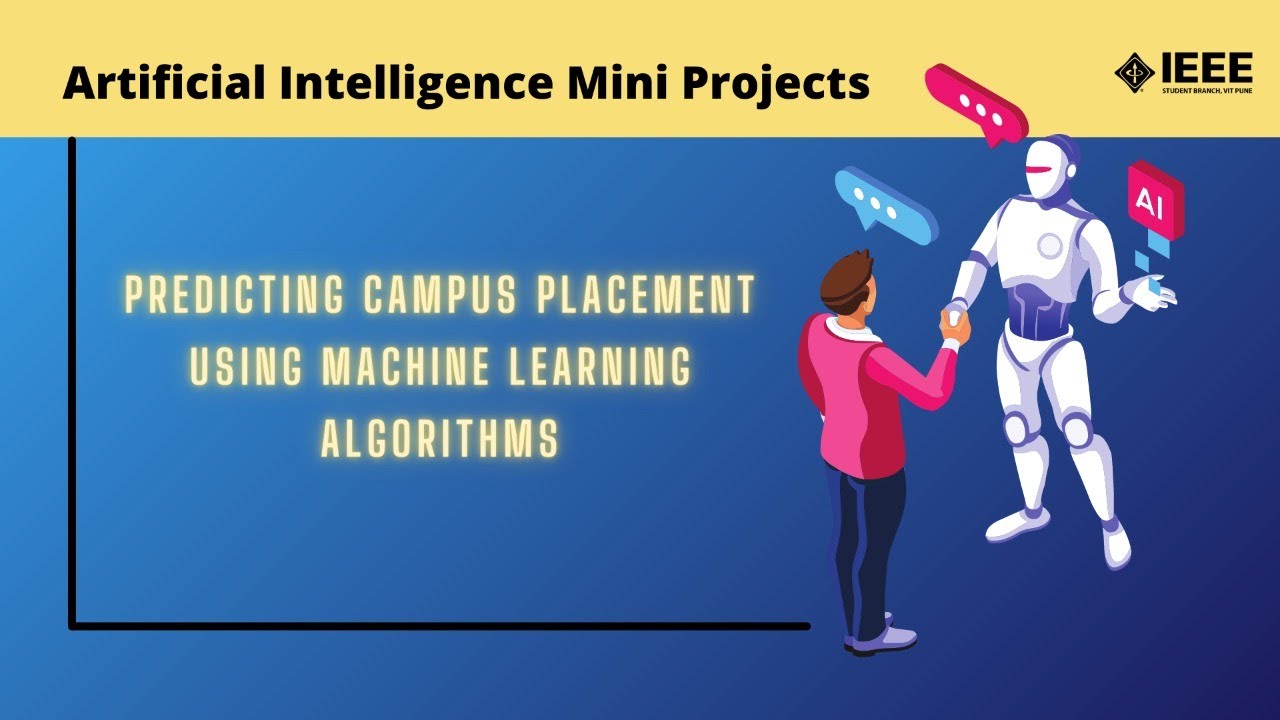 Artificial Intelligence Mini Projects
IEEE
STUDENT BRANCH, VIT PUNE
AI
PREDICTING CAMPUS PLACEMENT
USING MACHINE LEARNING
ALGORITHMS